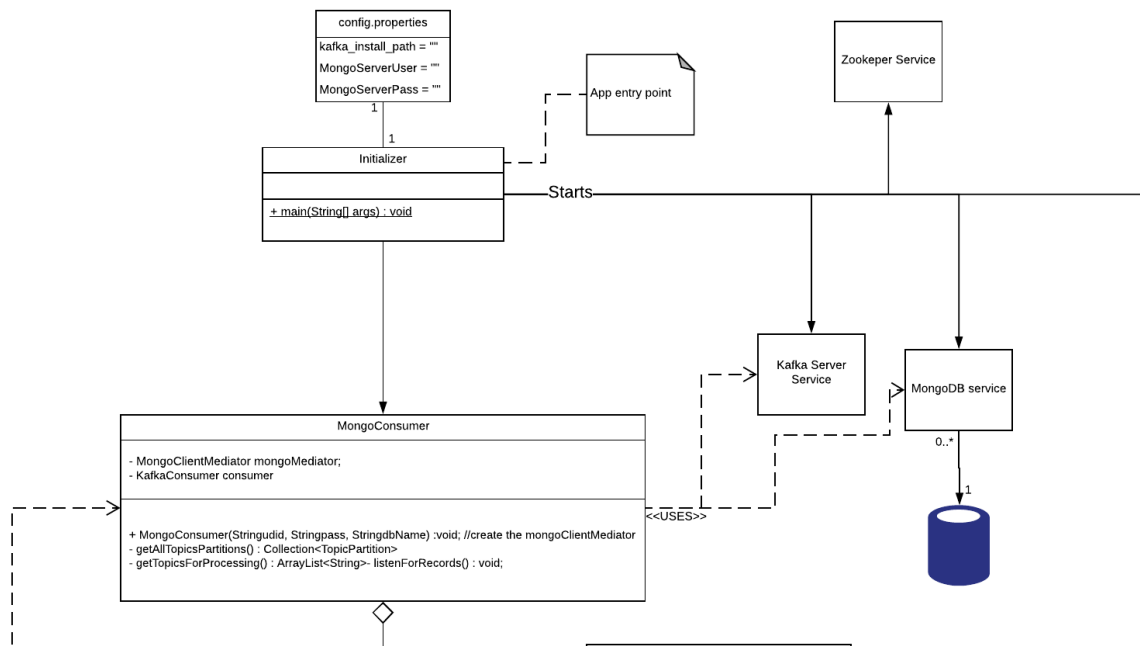 config.properties
kafka_install_path = ""
MongoServerUser = ""
MongoServerPass = ""
1
1
Initializer
+ main(String[] args) : void
App entry point
Starts
Zookeper Service
Kafka Server
Service
MongoDB service
0..*
1
MongoConsumer
- MongoClientMediator mongoMediator;
- KafkaConsumer consumer
+ MongoConsumer(Stringudid, Stringpass, StringdbName) :void; //create the mongoClientMediator
- getAllTopicsPartitions() : Collection<TopicPartition>
- getTopicsForProcessing() : ArrayList<String>- listenForRecords() : void;
<<USES>>